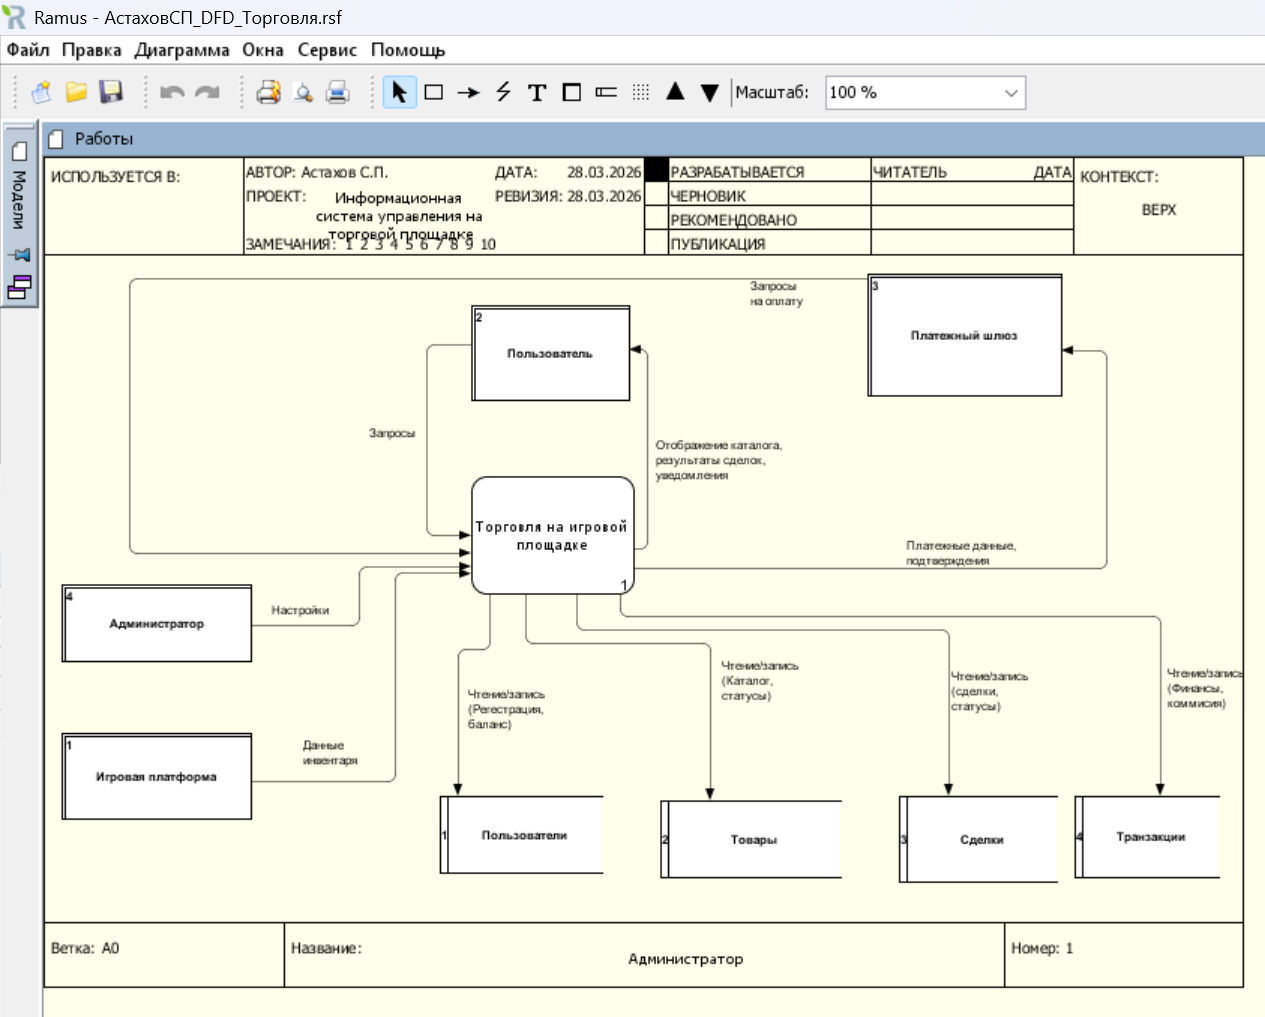 Ramus - АстаховСП_DFD_Торговля.rsf
Файл Правка Диаграмма Окна Сервис Помощь
Масштаб: 100 %
Модели
Работы
ИСПОЛЬЗУЕТСЯ В:
АВТОР: Астахов С.П.
ДАТА: 28.03.2026
ПРОЕКТ: Информационная
система управления на
торговой площадке
РЕВИЗИЯ: 28.03.2026
ЗАМЕЧАНИЯ: 1 2 3 4 5 6 7 8 9 10
РАЗРАБАТЫВАЕТСЯ
ЧЕРНОВИК
РЕКОМЕНДОВАНО
ПУБЛИКАЦИЯ
ЧИТАТЕЛЬ ДАТА
КОНТЕКСТ:
ВЕРХ
Запросы
на оплату
3
Платежный шлюз
2
Пользователь
Запросы
Отображение каталога,
результаты сделок,
уведомления
Торговля на игровой
площадке
1
Платежные данные,
подтверждения
4
Администратор
Настройки
Чтение/запись
(Регестрация,
баланс)
Чтение/запись
(Каталог,
статусы)
Чтение/запись
(сделки,
статусы)
Чтение/запись
(Финансы,
коммисия)
1
Игровая платформа
Данные
инвентаря
1
Пользователи
2
Товары
3
Сделки
4
Транзакции
Ветка: A0
Название:
Администратор
Номер: 1